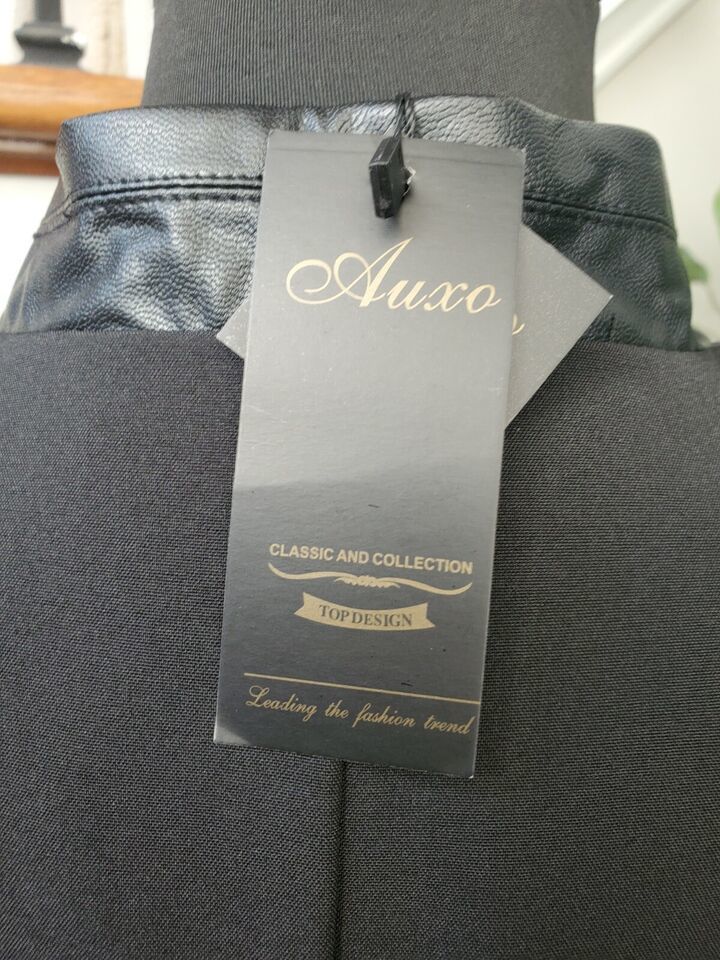 Auxo
CLASSIC AND COLLECTION
TOP DESIGN
Leading the fashion trend